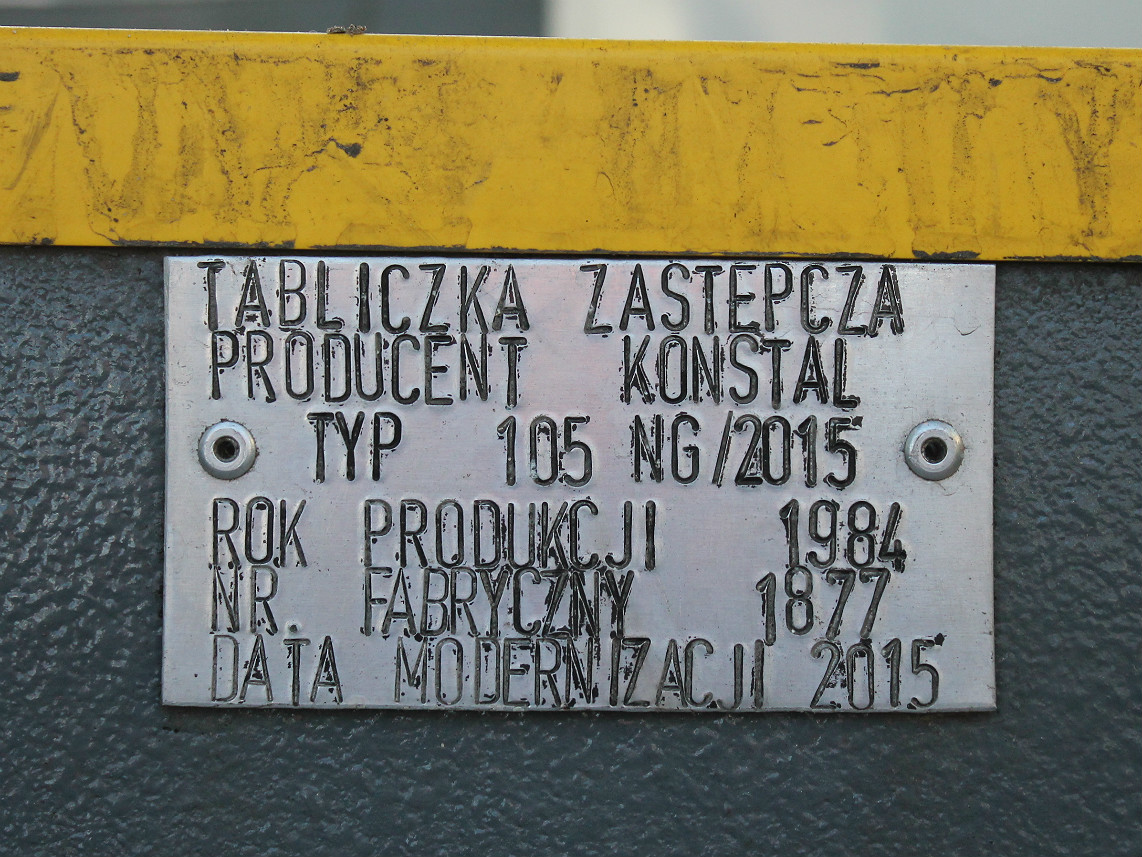 TABLICZKA ZASTEPCZA
PRODUCENT KONSTAL
TYP 105 NG/2015
ROK PRODUKCJI 1984
NR. FABRYCZNY 1877
DATA MODERNIZACJI 2015